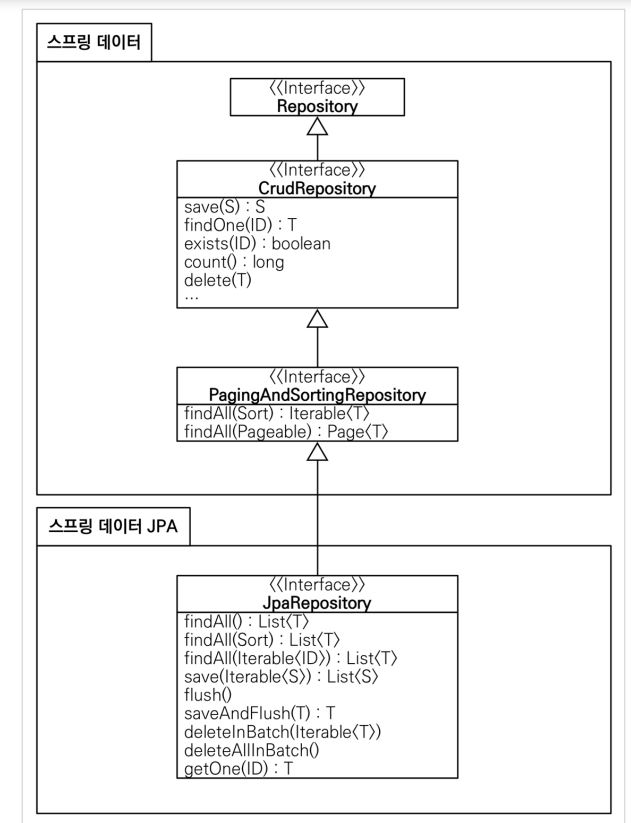 스프링 데이터
《Interface》
Repository
《Interface》
CrudRepository
save(S) : S
findOne(ID) : T
exists(ID) : boolean
count() : long
delete(T)
...
《Interface》
PagingAndSortingRepository
findAll(Sort) : Iterable〈T〉
findAll(Pageable) : Page〈T〉
스프링 데이터 JPA
《Interface》
JpaRepository
findAll() : List〈T〉
findAll(Sort) : List〈T〉
findAll(Iterable〈ID〉) : List〈T〉
save(Iterable〈S〉) : List〈S〉
flush()
saveAndFlush(T) : T
deleteInBatch(Iterable〈T〉)
deleteAllInBatch()
getOne(ID) : T